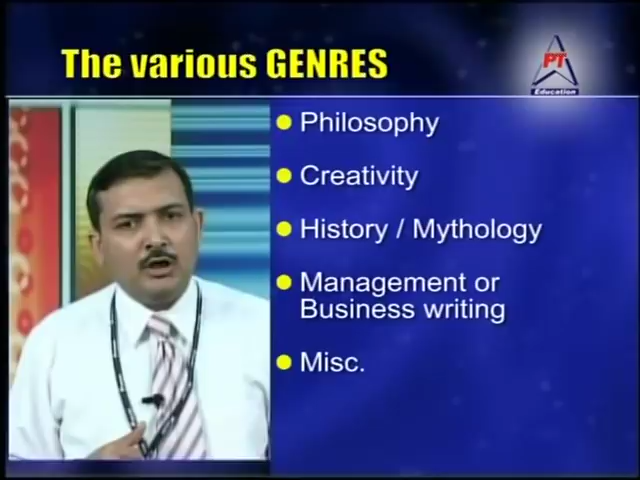 The various GENRES
PT
Education
Philosophy
Creativity
History / Mythology
Management or
Business writing
Misc.